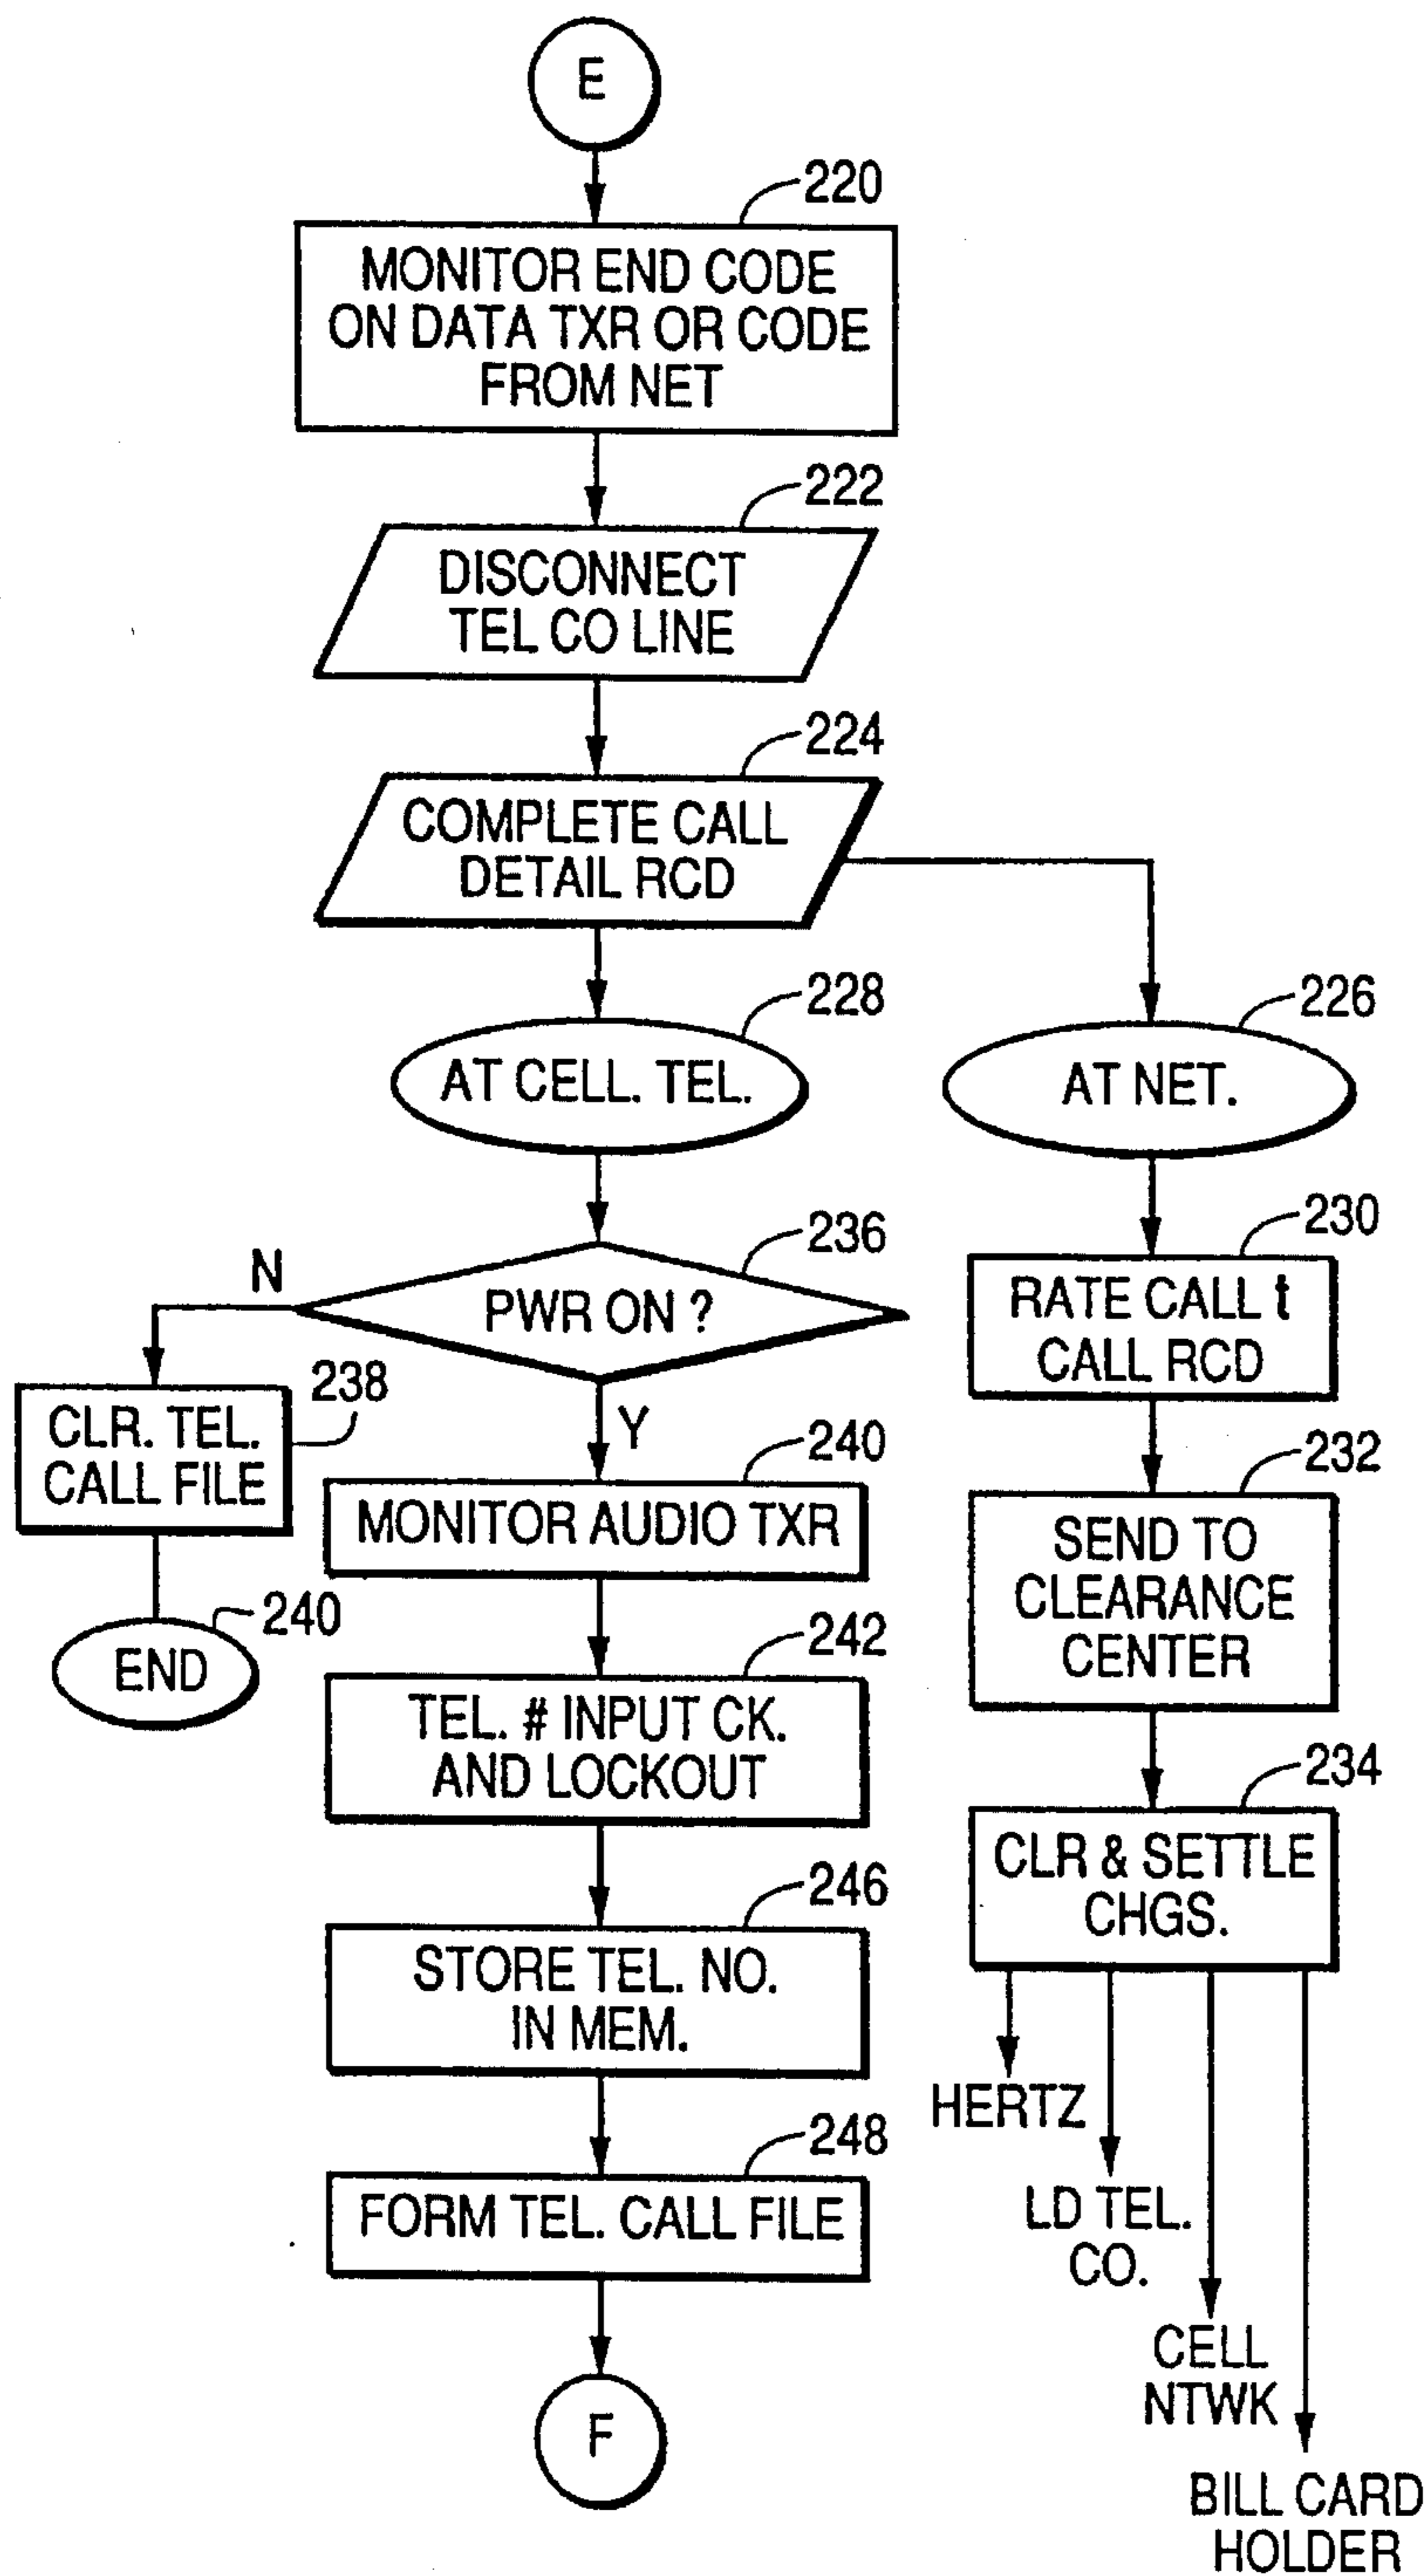 E
220
MONITOR END CODE
ON DATA TXR OR CODE
FROM NET
222
DISCONNECT
TEL CO LINE
224
COMPLETE CALL
DETAIL RCD
228
AT CELL. TEL.
226
AT NET.
236
PWR ON ?
N
Y
230
RATE CALL t
CALL RCD
238
CLR. TEL.
CALL FILE
240
END
240
MONITOR AUDIO TXR
232
SEND TO
CLEARANCE
CENTER
242
TEL. # INPUT CK.
AND LOCKOUT
234
CLR & SETTLE
CHGS.
246
STORE TEL. NO.
IN MEM.
HERTZ
LD TEL.
CO.
CELL
NTWK
BILL CARD
HOLDER
248
FORM TEL. CALL FILE
F